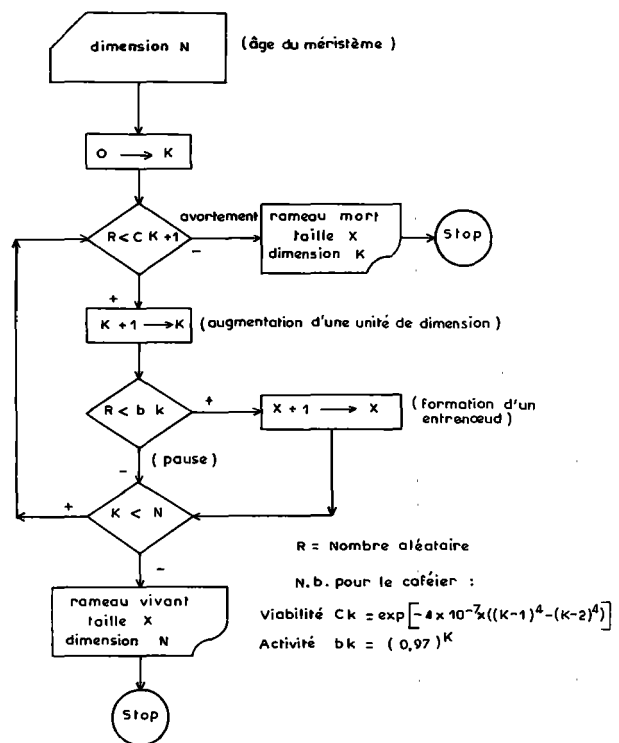 dimension N
(âge du méristème)
O → K
R < C K +1
avortement
-
rameau mort
taille X
dimension K
Stop
+
K + 1 → K
(augmentation d'une unité de dimension)
R < b k
+
X + 1 → X
(formation d'un
entrenœud)
-
(pause)
+
K < N
-
R = Nombre aléataire
N.b. pour le caféier :
Viabilité Ck = exp[-4 x 10⁻⁷x((K-1)⁴-(K-2)⁴)]
Activité bk = (0,97)ᴷ
rameau vivant
taille X
dimension N
Stop